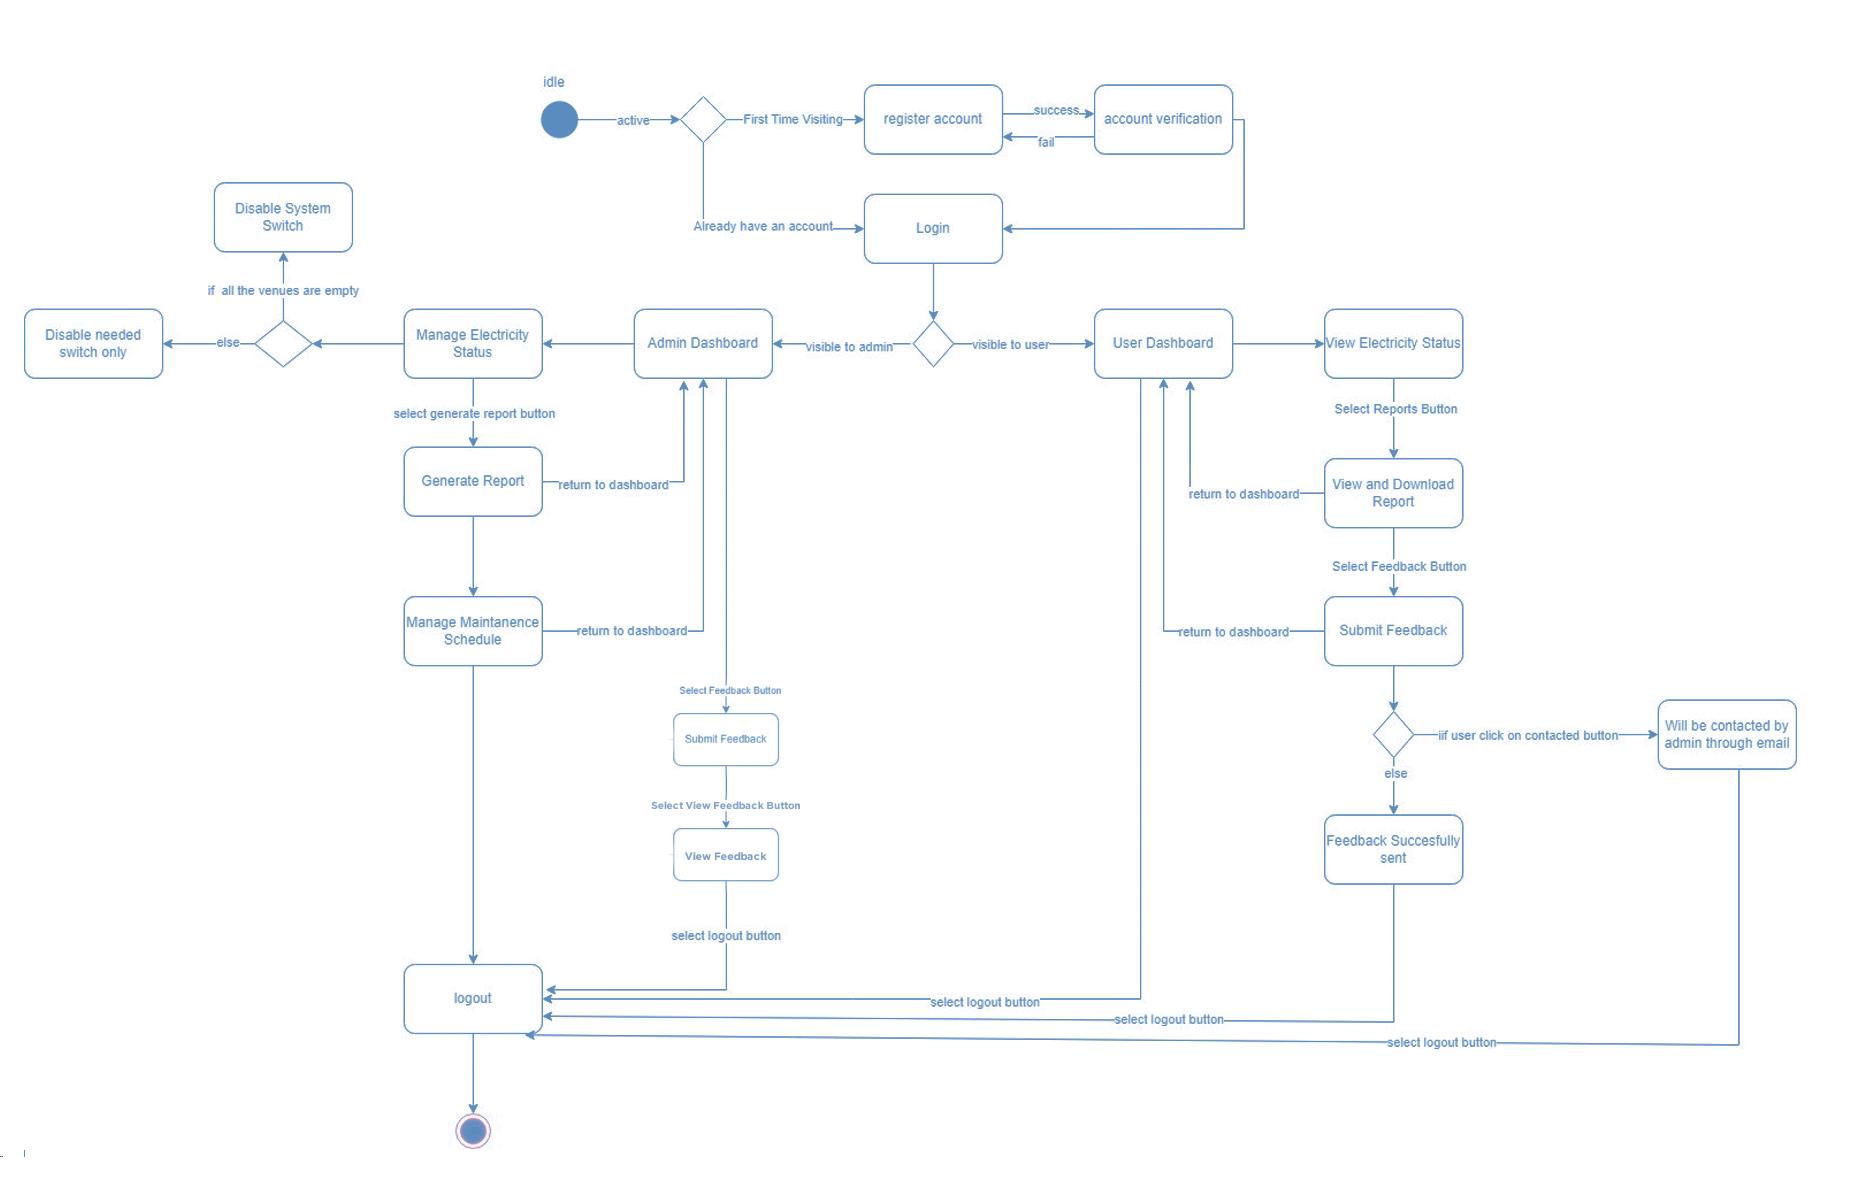 idle
active
First Time Visiting
register account
success
fail
account verification
Already have an account
Login
Disable System
Switch
if all the venues are empty
Disable needed
switch only
else
Manage Electricity
Status
Admin Dashboard
visible to admin
visible to user
User Dashboard
View Electricity Status
select generate report button
Select Reports Button
Generate Report
return to dashboard
return to dashboard
View and Download
Report
Select Feedback Button
Manage Maintanence
Schedule
return to dashboard
return to dashboard
Submit Feedback
Select Feedback Button
Submit Feedback
iif user click on contacted button
Will be contacted by
admin through email
else
Select View Feedback Button
View Feedback
Feedback Succesfully
sent
select logout button
logout
select logout button
select logout button
select logout button